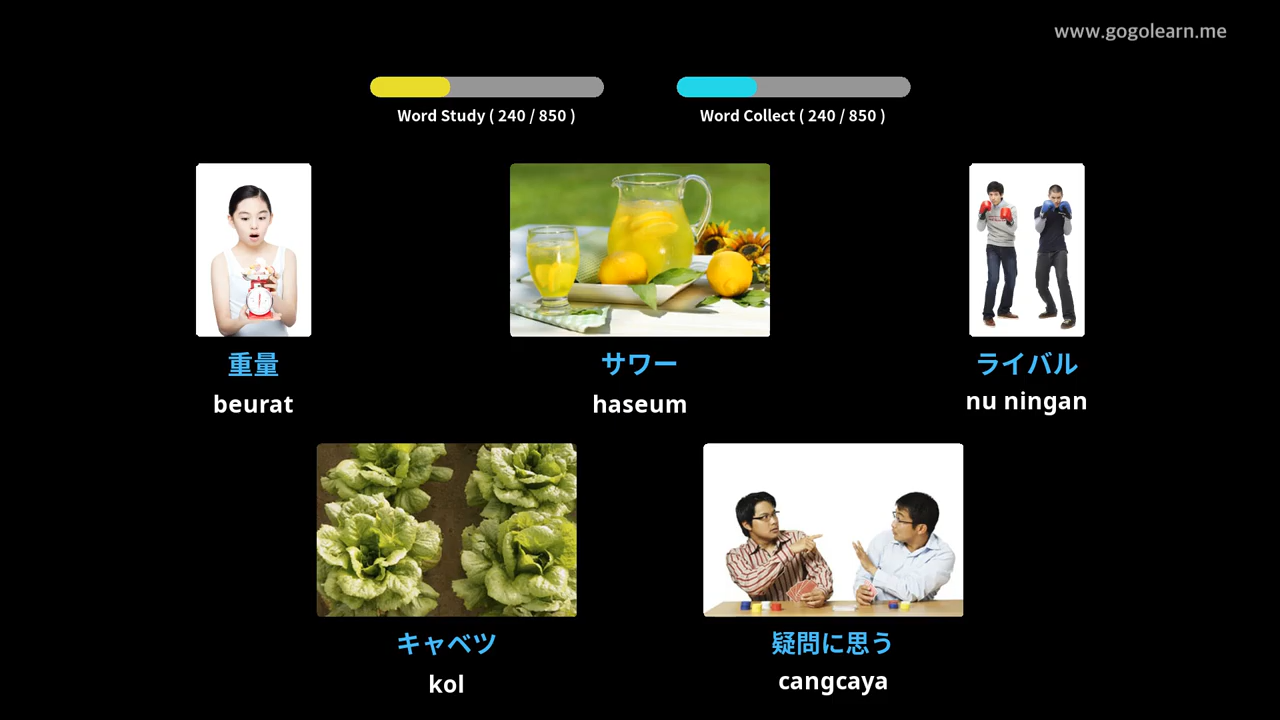 www.gogolearn.me
Word Study ( 240 / 850 )
Word Collect ( 240 / 850 )
重量
beurat
サワー
haseum
ライバル
nu ningan
キャベツ
kol
疑問に思う
cangcaya